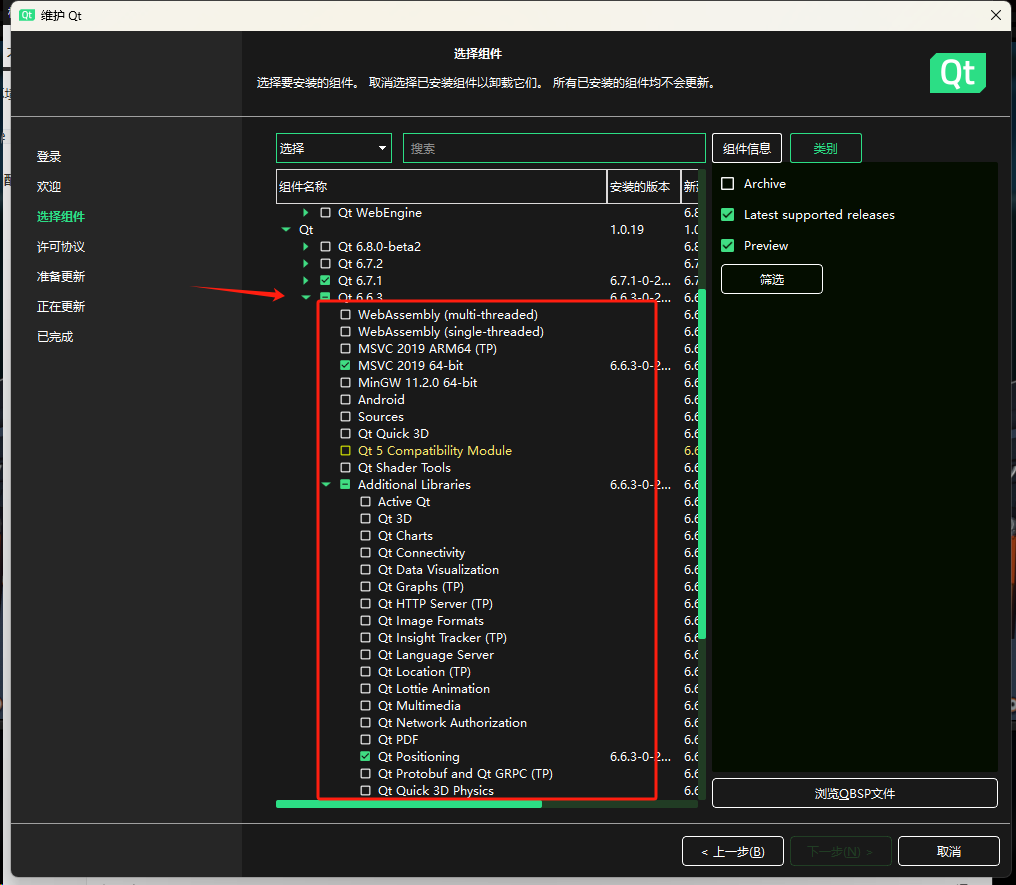 Qt 维护 Qt
选择组件
选择要安装的组件。 取消选择已安装组件以卸载它们。 所有已安装的组件均不会更新。
Qt
登录
欢迎
选择组件
许可协议
准备更新
正在更新
已完成
选择
搜索
组件信息
类别
组件名称 安装的版本
Qt WebEngine 6.8
Qt 1.0.19 1.0
Qt 6.8.0-beta2 6.8
Qt 6.7.2 6.7
Qt 6.7.1 6.7.1-0-2... 6.7
Qt 6.6.3 6.6.3-0-2... 6.6
WebAssembly (multi-threaded) 6.6
WebAssembly (single-threaded) 6.6
MSVC 2019 ARM64 (TP) 6.6
MSVC 2019 64-bit 6.6.3-0-2... 6.6
MinGW 11.2.0 64-bit 6.6
Android 6.6
Sources 6.6
Qt Quick 3D 6.6
Qt 5 Compatibility Module 6.6
Qt Shader Tools 6.6
Additional Libraries 6.6.3-0-2... 6.6
Active Qt 6.6
Qt 3D 6.6
Qt Charts 6.6
Qt Connectivity 6.6
Qt Data Visualization 6.6
Qt Graphs (TP) 6.6
Qt HTTP Server (TP) 6.6
Qt Image Formats 6.6
Qt Insight Tracker (TP) 6.6
Qt Language Server 6.6
Qt Location (TP) 6.6
Qt Lottie Animation 6.6
Qt Multimedia 6.6
Qt Network Authorization 6.6
Qt PDF 6.6
Qt Positioning 6.6.3-0-2... 6.6
Qt Protobuf and Qt GRPC (TP) 6.6
Qt Quick 3D Physics 6.6
Archive
Latest supported releases
Preview
筛选
浏览QBSP文件
< 上一步(B)
下一步(N) >
取消